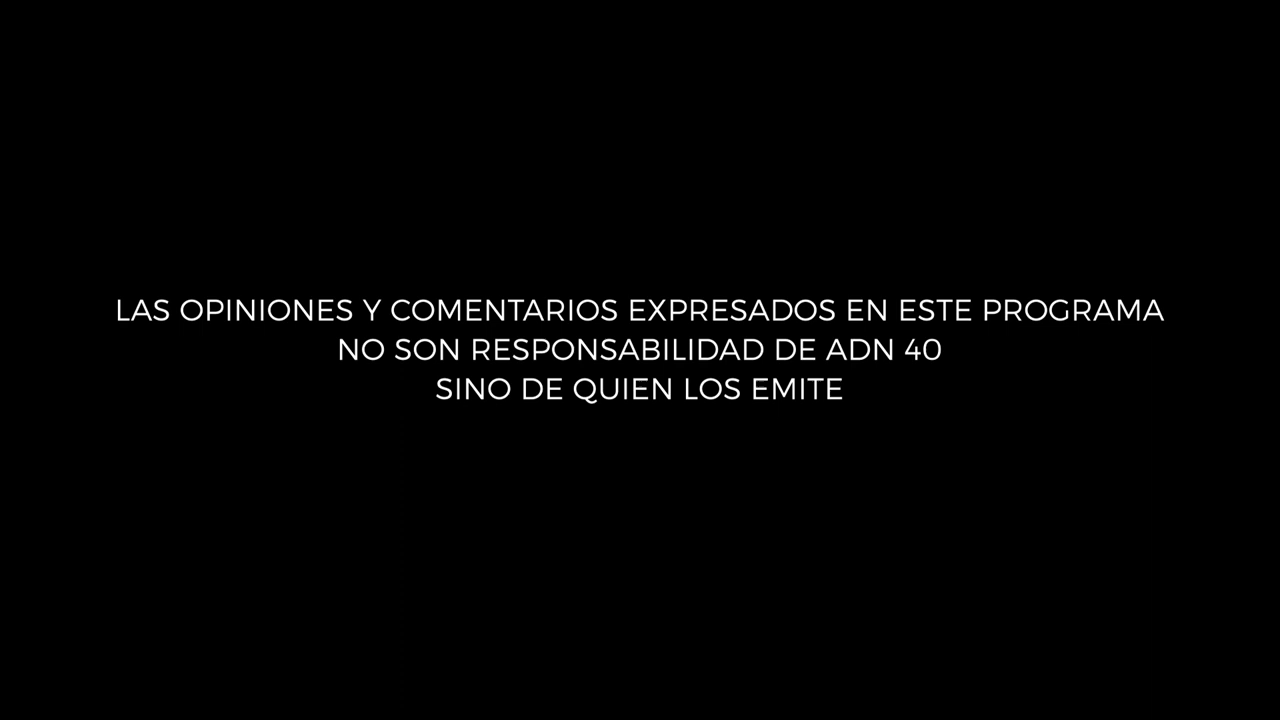 LAS OPINIONES Y COMENTARIOS EXPRESADOS EN ESTE PROGRAMA
NO SON RESPONSABILIDAD DE ADN 40
SINO DE QUIEN LOS EMITE